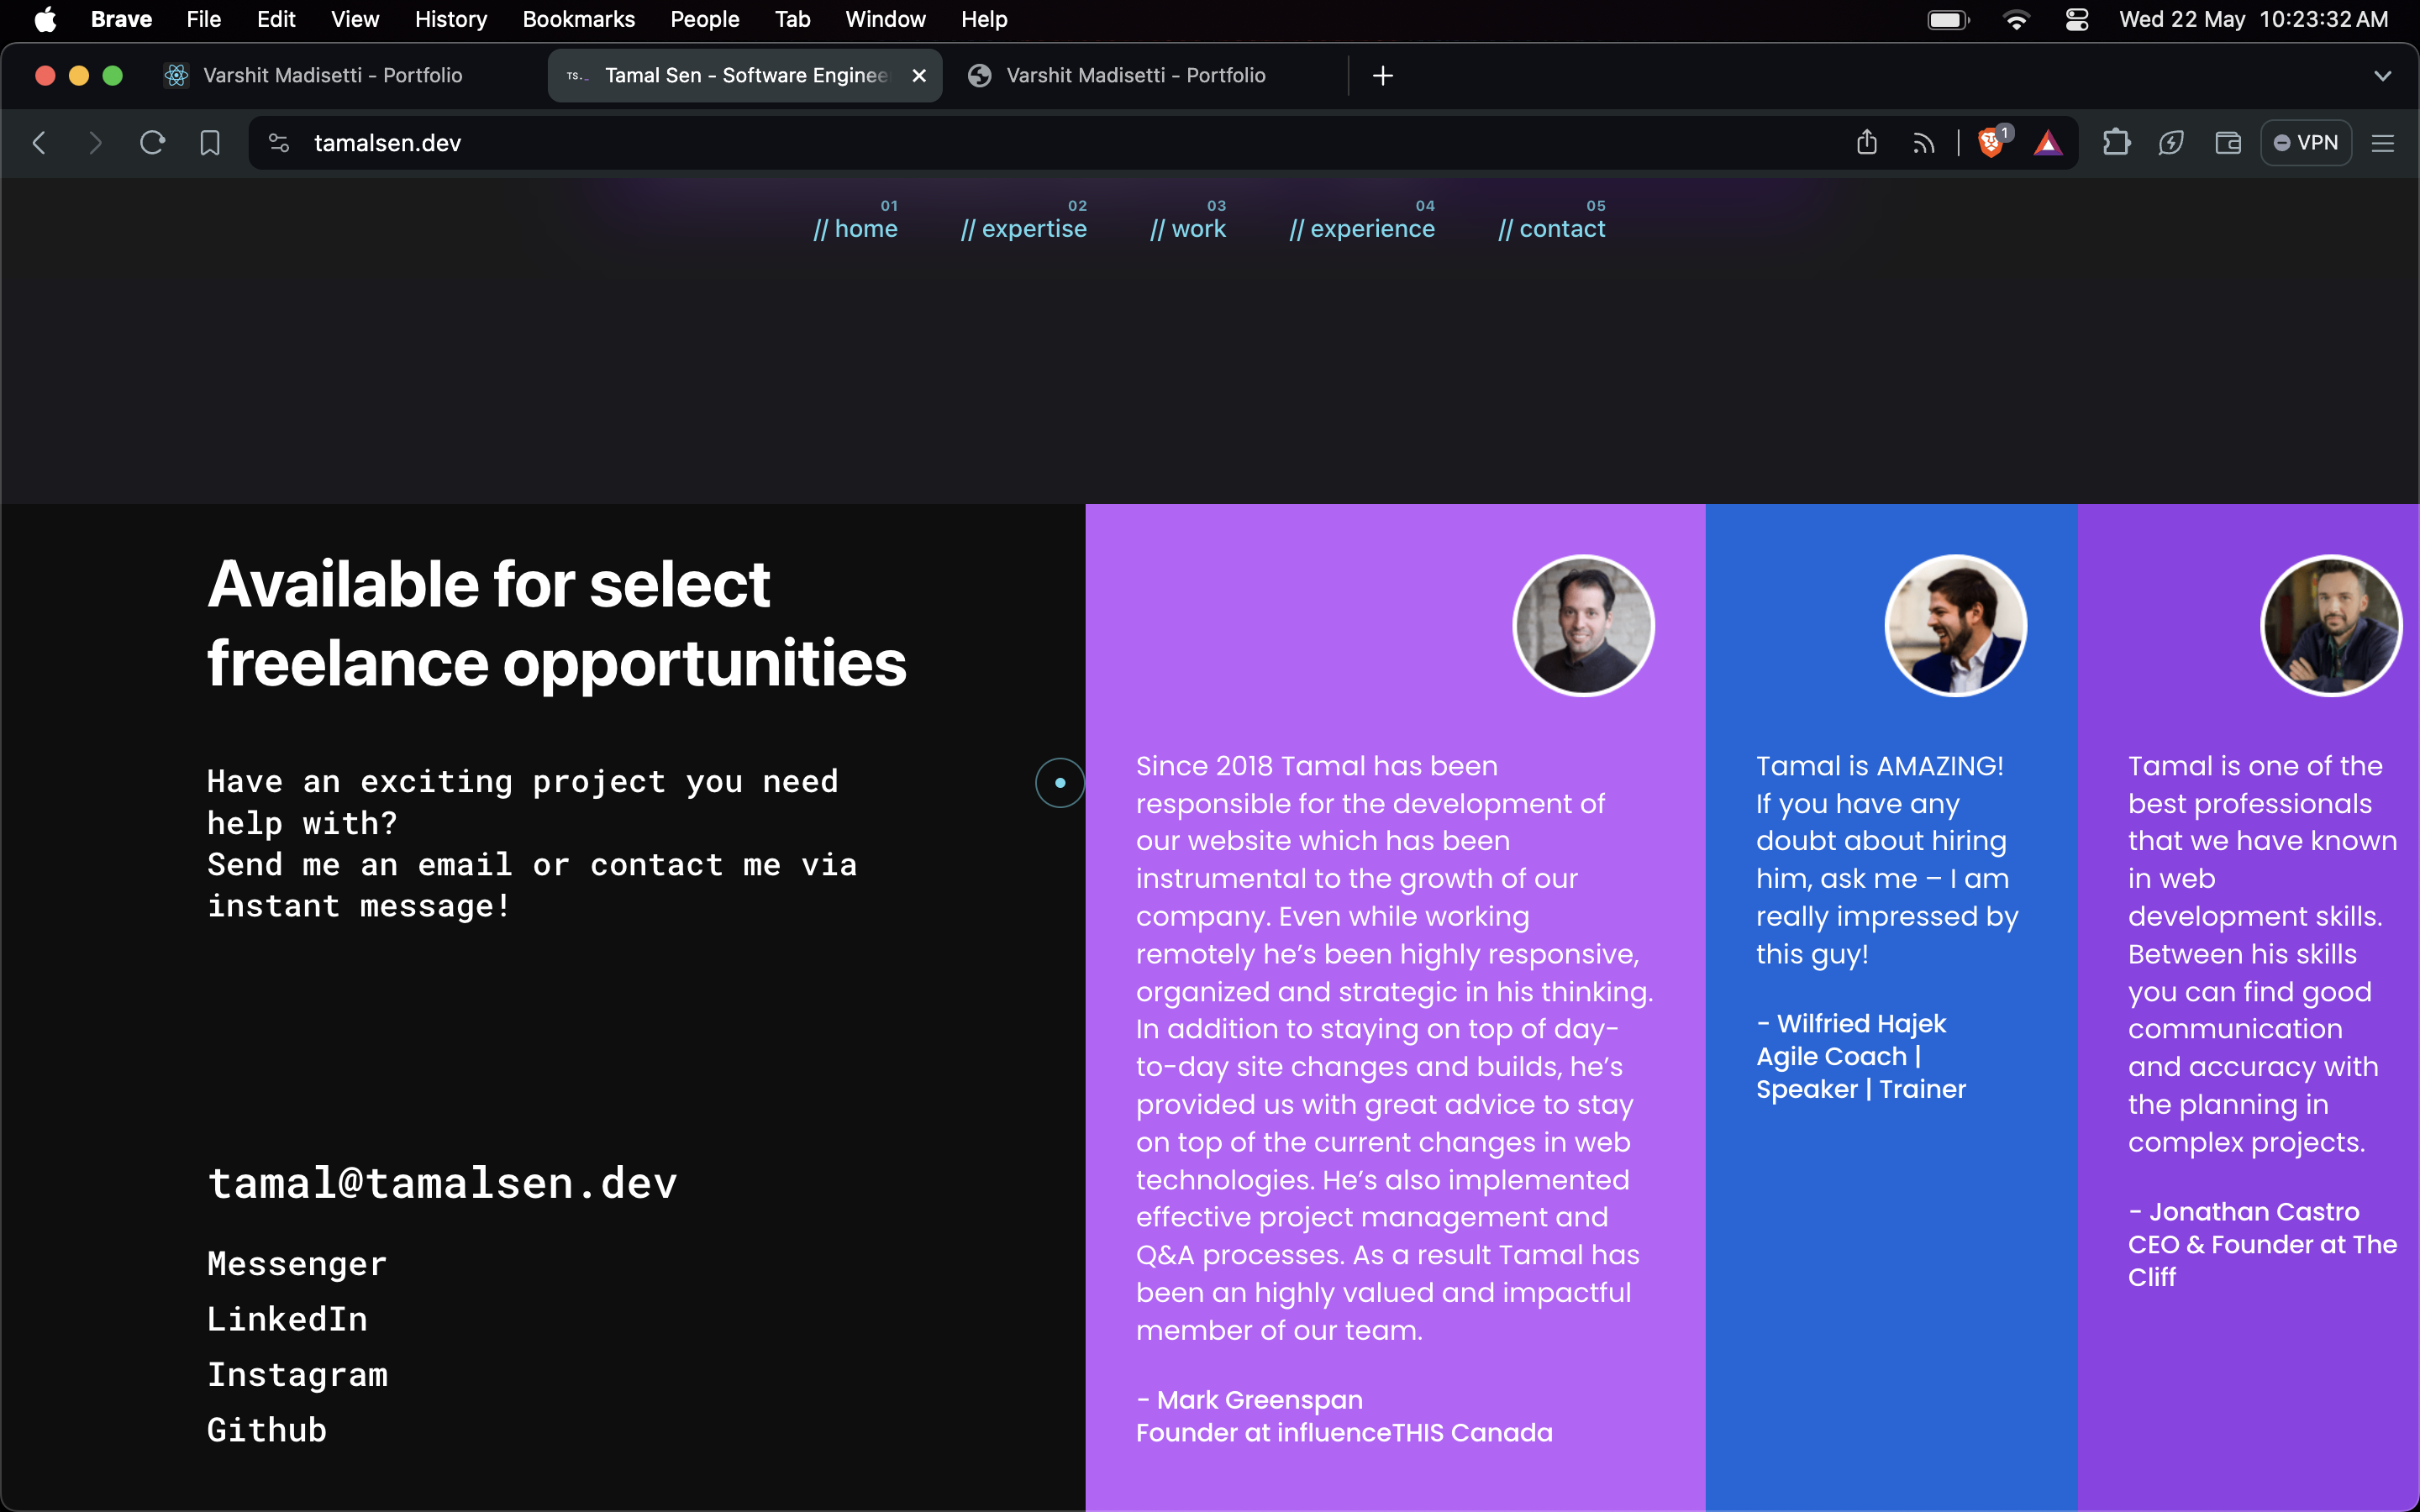 Brave File Edit View History Bookmarks People Tab Window Help Wed 22 May 10:23:32 AM
Varshit Madisetti - Portfolio
TS._ Tamal Sen - Software Enginee
Varshit Madisetti - Portfolio
tamalsen.dev
1
VPN
01
// home
02
// expertise
03
// work
04
// experience
05
// contact
Available for select
freelance opportunities
Have an exciting project you need
help with?
Send me an email or contact me via
instant message!
tamal@tamalsen.dev
Messenger
LinkedIn
Instagram
Github
Since 2018 Tamal has been
responsible for the development of
our website which has been
instrumental to the growth of our
company. Even while working
remotely he’s been highly responsive,
organized and strategic in his thinking.
In addition to staying on top of day-
to-day site changes and builds, he’s
provided us with great advice to stay
on top of the current changes in web
technologies. He’s also implemented
effective project management and
Q&A processes. As a result Tamal has
been an highly valued and impactful
member of our team.
- Mark Greenspan
Founder at influenceTHIS Canada
Tamal is AMAZING!
If you have any
doubt about hiring
him, ask me – I am
really impressed by
this guy!
- Wilfried Hajek
Agile Coach |
Speaker | Trainer
Tamal is one of the
best professionals
that we have known
in web
development skills.
Between his skills
you can find good
communication
and accuracy with
the planning in
complex projects.
- Jonathan Castro
CEO & Founder at The
Cliff